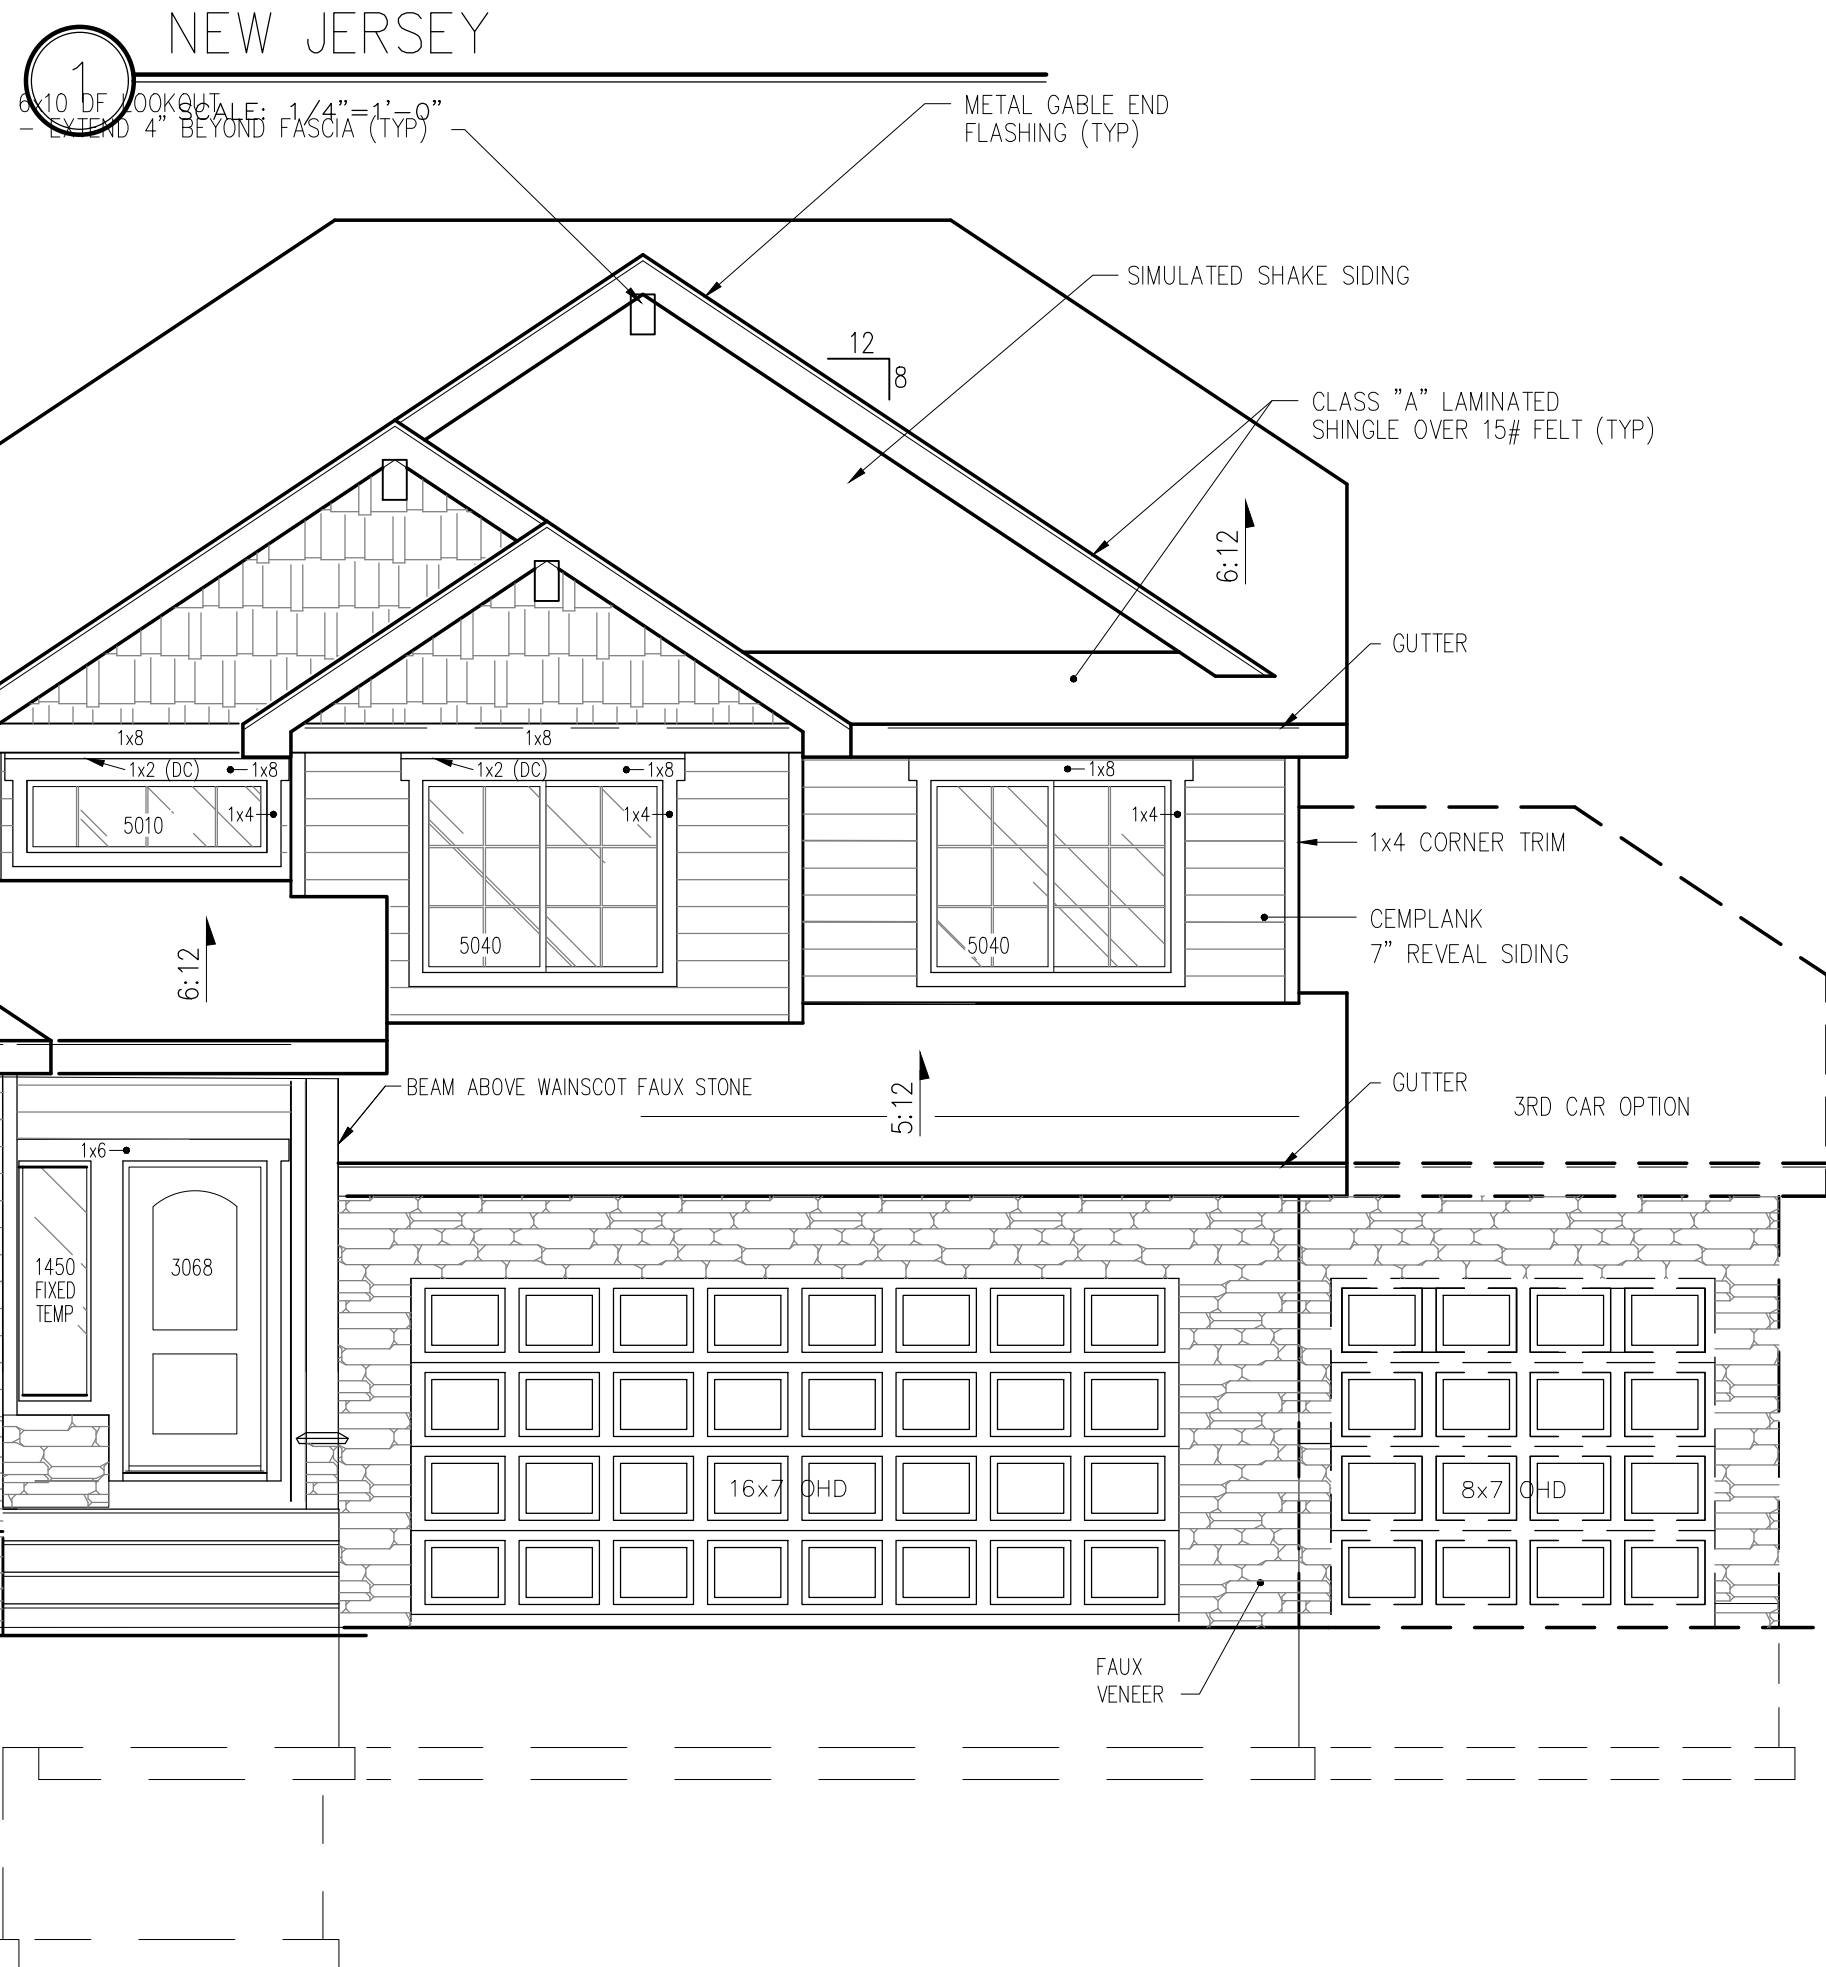 NEW JERSEY
1
SCALE: 1/4"=1'-0"
6x10 DF LOOKOUT
- EXTEND 4" BEYOND FASCIA (TYP)
METAL GABLE END
FLASHING (TYP)
SIMULATED SHAKE SIDING
12
8
CLASS "A" LAMINATED
SHINGLE OVER 15# FELT (TYP)
6:12
GUTTER
1x8
1x8
1x2 (DC)
1x8
1x2 (DC)
1x8
1x8
5010
1x4
1x4
1x4
1x4 CORNER TRIM
CEMPLANK
7" REVEAL SIDING
5040
5040
6:12
BEAM ABOVE WAINSCOT FAUX STONE
5:12
GUTTER
3RD CAR OPTION
1x6
1450
FIXED
TEMP
3068
16x7 OHD
8x7 OHD
FAUX
VENEER